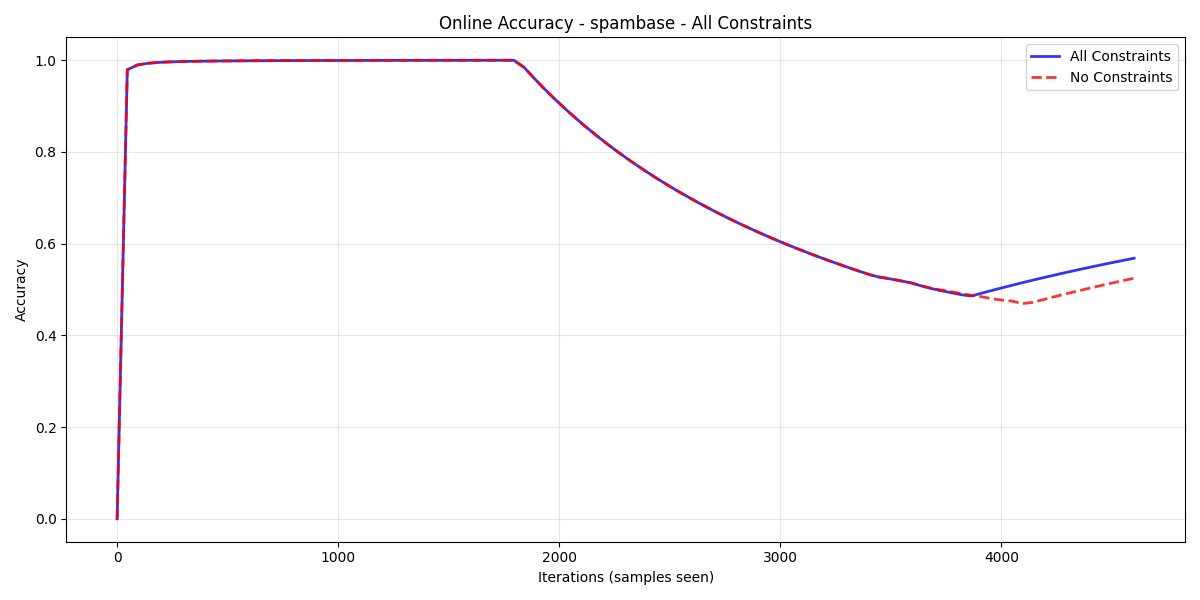 Online Accuracy - spambase - All Constraints
All Constraints
No Constraints
Accuracy
1.0
0.8
0.6
0.4
0.2
0.0
0 1000 2000 3000 4000
Iterations (samples seen)